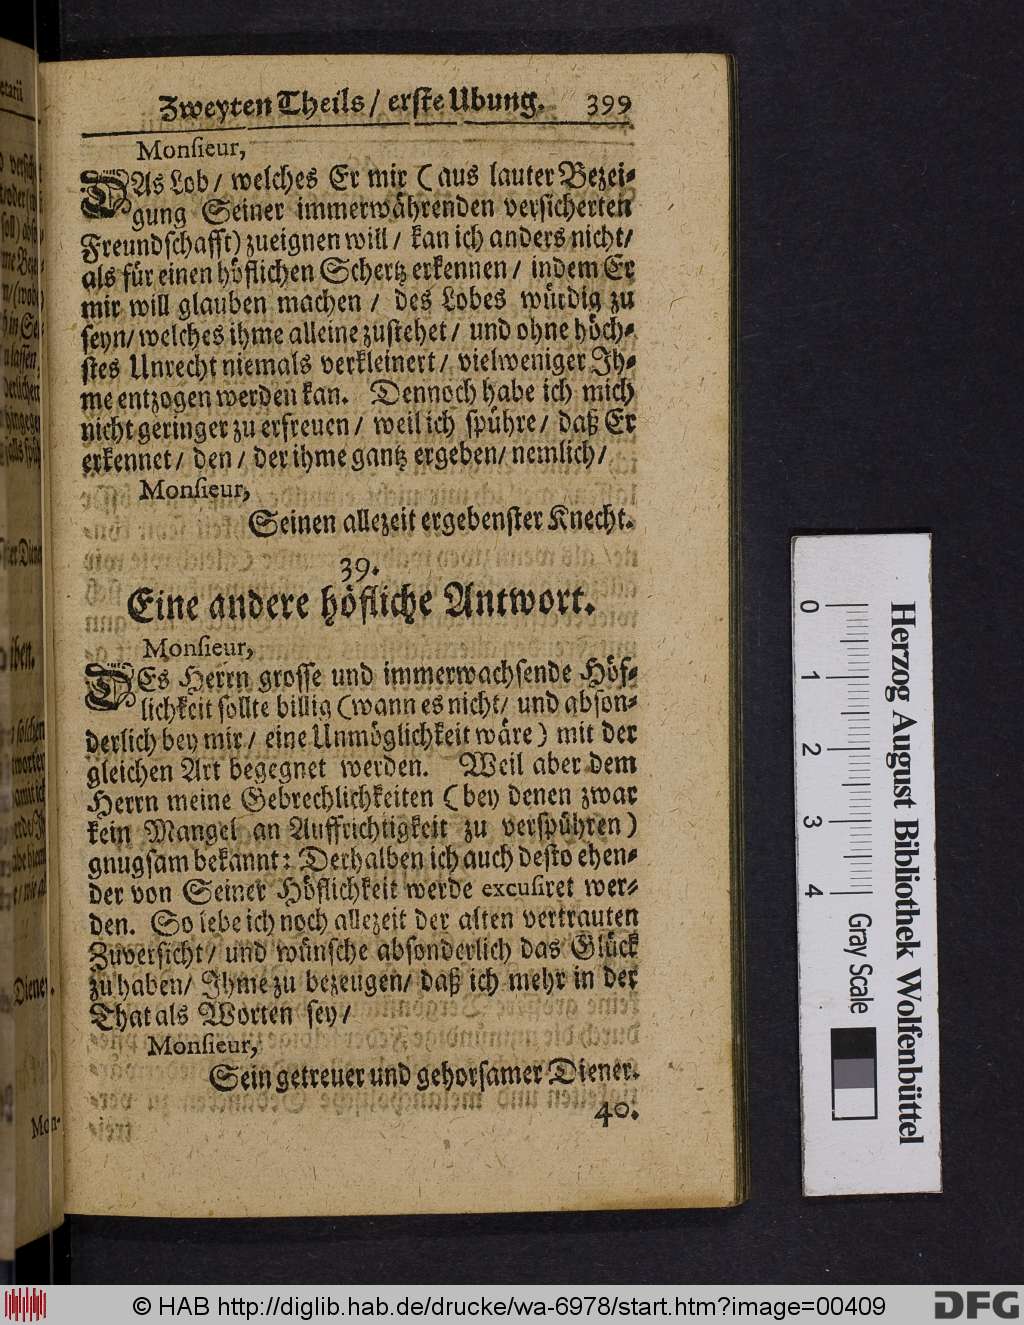 Zweyten Theils / erste Ubung. 399
Monsieur,
DAs Lob / welches Er mir (aus lauter Bezei-
gung Seiner immerwährenden versicherten
Freundschafft) zueignen will / kan ich anders nicht /
als für einen höflichen Schertz erkennen / indem Er
mir will glauben machen / des Lobes würdig zu
seyn / welches ihme alleine zustehet / und ohne höch-
stes Unrecht niemals verkleinert / vielweniger Ih-
me entzogen werden kan. Dennoch habe ich mich
nicht geringer zu erfreuen / weil ich spühre / daß Er
erkennet / den / der ihme gantz ergeben / nemlich /
Monsieur,
Seinen allezeit ergebenster Knecht.
39.
Eine andere höfliche Antwort.
Monsieur,
DEs Herrn grosse und immerwachsende Höf-
lichkeit sollte billig (wann es nicht / und abson-
derlich bey mir / eine Unmöglichkeit wäre) mit der
gleichen Art begegnet werden. Weil aber dem
Herrn meine Gebrechlichkeiten (bey denen zwar
kein Mangel an Auffrichtigkeit zu verspühren)
gnugsam bekannt: Derhalben ich auch desto ehen-
der von Seiner Höflichkeit werde excusiret wer-
den. So lebe ich noch allezeit der alten vertrauten
Zuversicht / und wünsche absonderlich das Glück
zu haben / Ihme zu bezeugen / daß ich mehr in der
That als Worten sey /
Monsieur,
Sein getreuer und gehorsamer Diener.
40.
Diener.
Mon-
0 1 2 3 4 Gray Scale
Herzog August Bibliothek Wolfenbüttel
© HAB http://diglib.hab.de/drucke/wa-6978/start.htm?image=00409
DFG